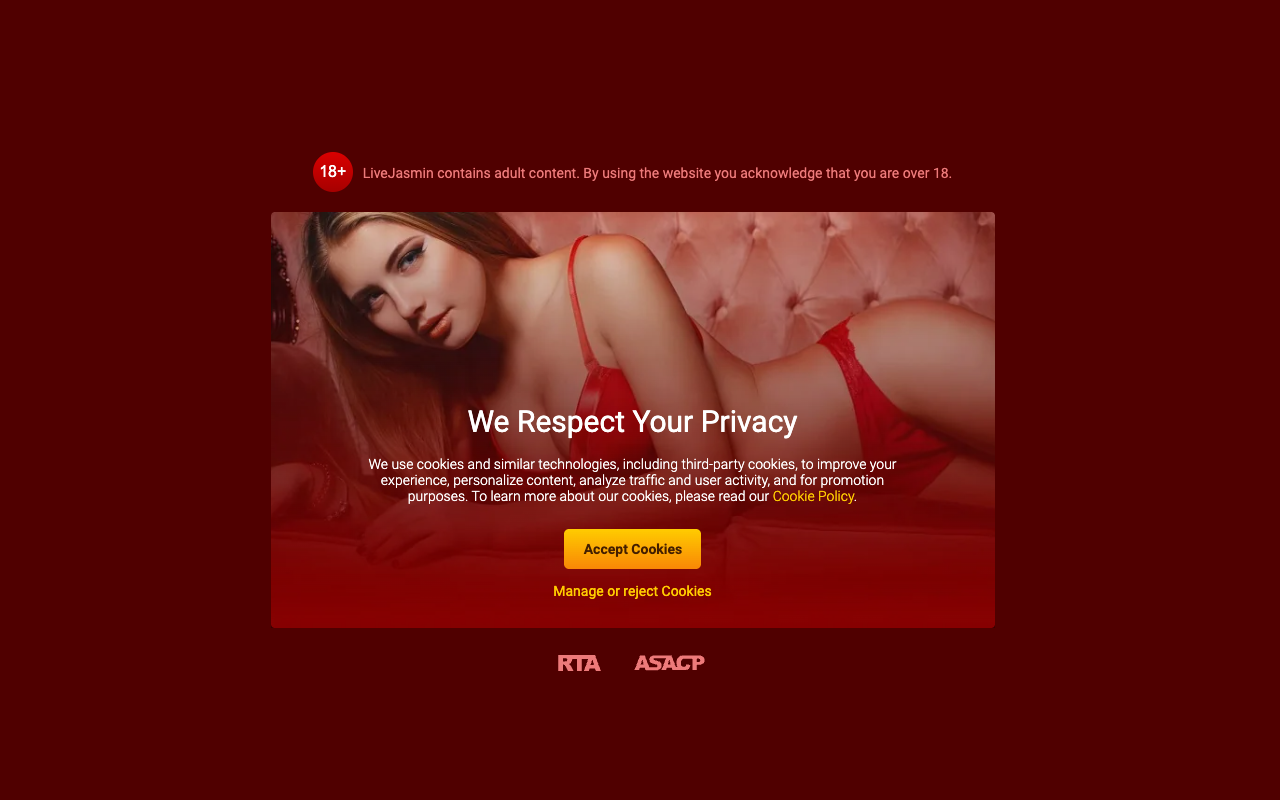 18+ LiveJasmin contains adult content. By using the website you acknowledge that you are over 18.
We Respect Your Privacy
We use cookies and similar technologies, including third-party cookies, to improve your
experience, personalize content, analyze traffic and user activity, and for promotion
purposes. To learn more about our cookies, please read our Cookie Policy.
Accept Cookies
Manage or reject Cookies
RTA ASACP